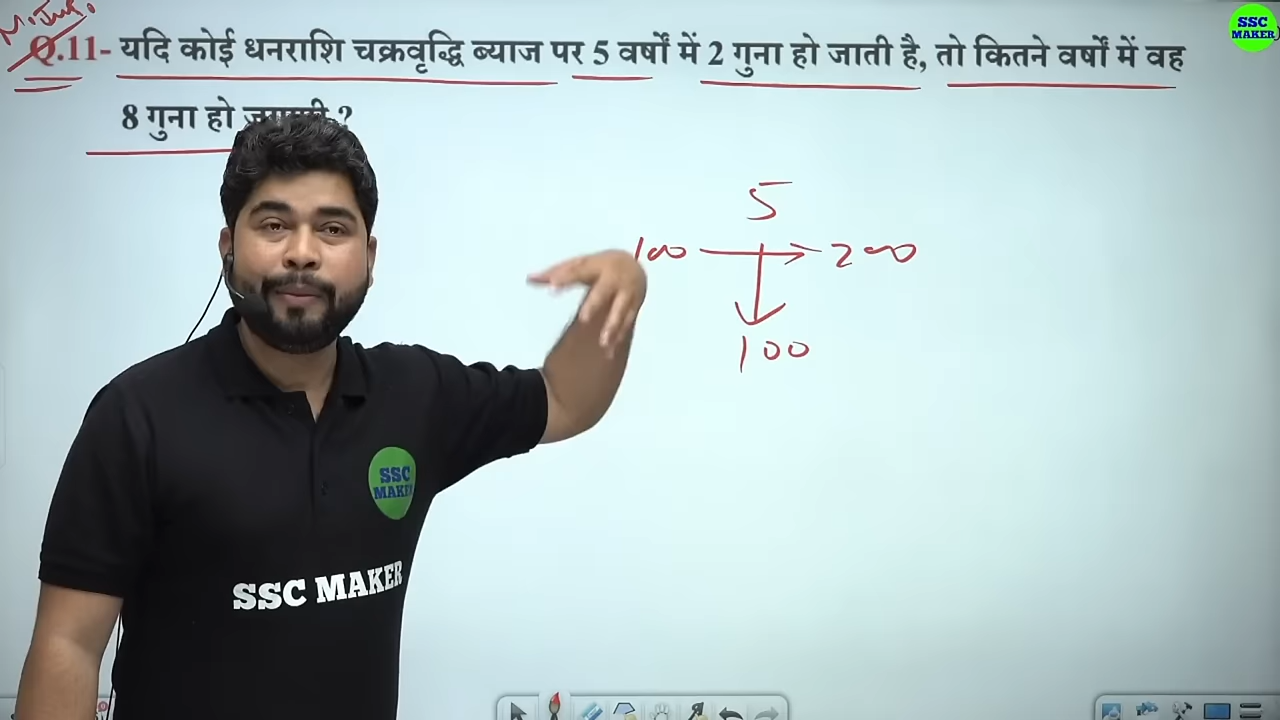 Q.11- यदि कोई धनराशि चक्रवृद्धि ब्याज पर 5 वर्षों में 2 गुना हो जाती है, तो कितने वर्षों में वह
8 गुना हो ?
SSC
MAKER
5
100 200
100
SSC
MAKER
SSC MAKER